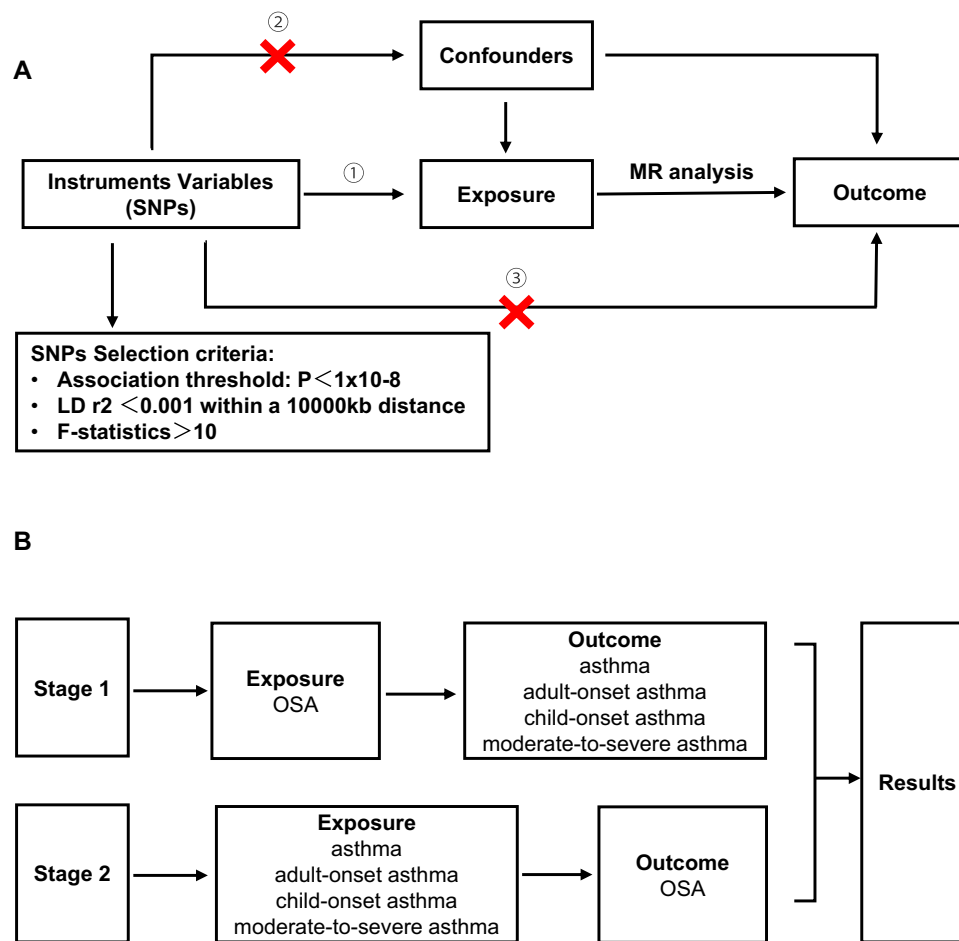 A
②
Confounders
Instruments Variables
(SNPs)
①
Exposure
MR analysis
Outcome
③
SNPs Selection criteria:
• Association threshold: P＜1x10-8
• LD r2 ＜0.001 within a 10000kb distance
• F-statistics＞10
B
Stage 1
Exposure
OSA
Outcome
asthma
adult-onset asthma
child-onset asthma
moderate-to-severe asthma
Results
Stage 2
Exposure
asthma
adult-onset asthma
child-onset asthma
moderate-to-severe asthma
Outcome
OSA